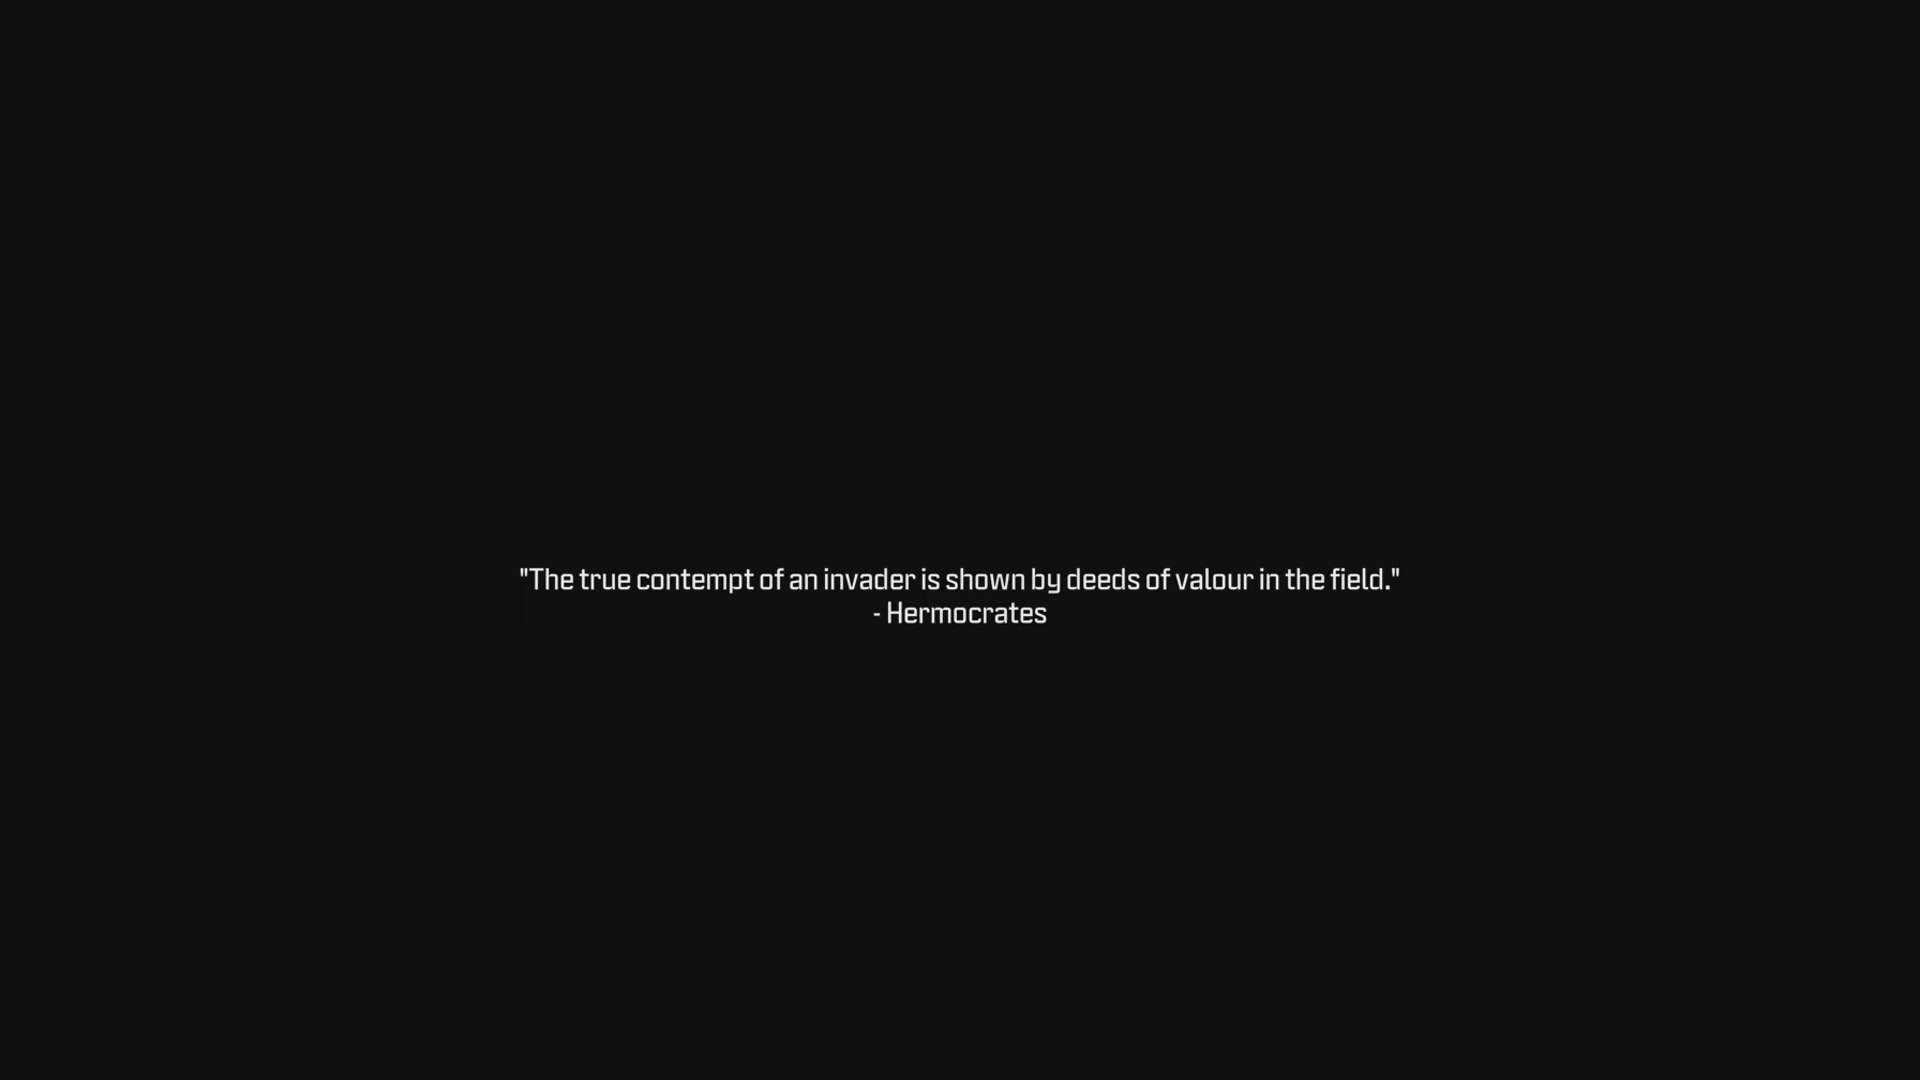 "The true contempt of an invader is shown by deeds of valour in the field."
- Hermocrates